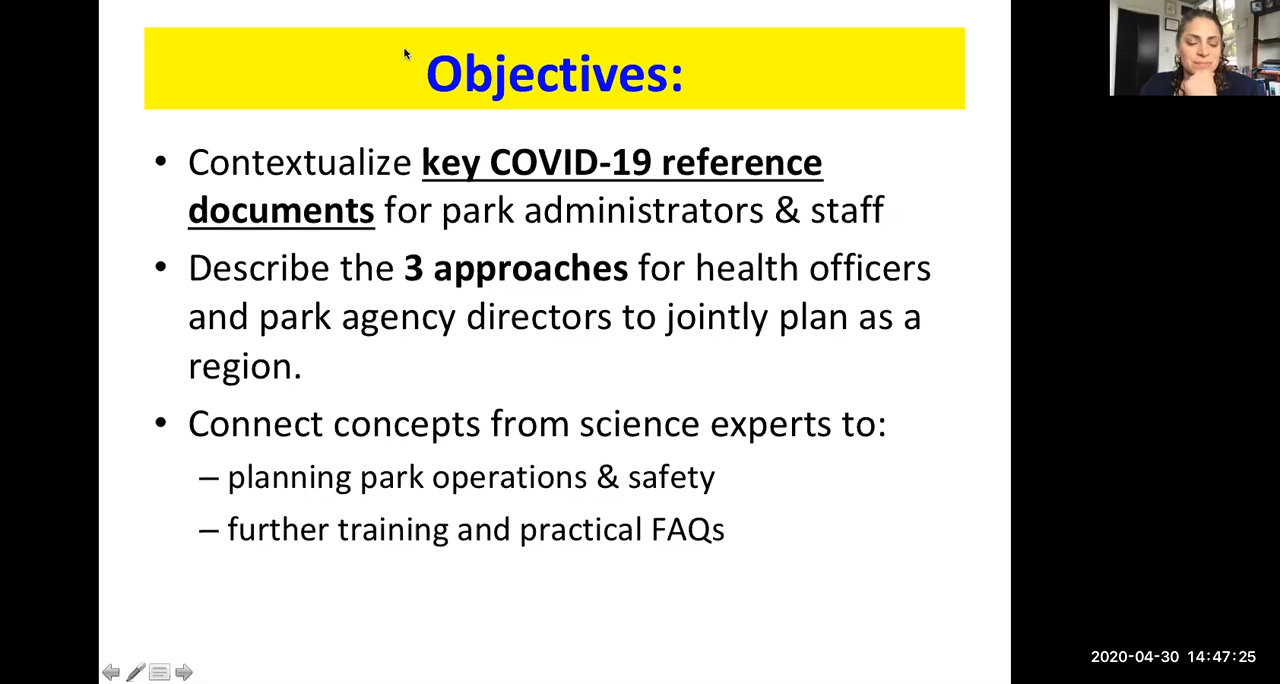 Objectives:
• Contextualize key COVID-19 reference
documents for park administrators & staff
• Describe the 3 approaches for health officers
and park agency directors to jointly plan as a
region.
• Connect concepts from science experts to:
– planning park operations & safety
– further training and practical FAQs
2020-04-30 14:47:25